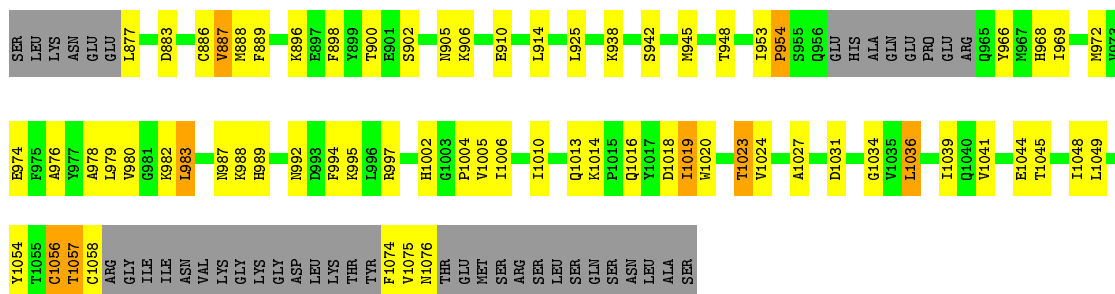 SER LEU LYS ASN GLU GLU L877 D883 C886 V887 M888 F889 K896 E897 F898 Y899 T900 E901 S902 N905 K906 E910 L914 L925 K938 S942 M945 T948 I953 P954 S955 Q956 GLU HIS ALA GLN GLU PRO GLU ARG Q965 Y966 M967 H968 I969 M972
E974 F975 A976 Y977 A978 L979 V980 G981 K982 L983 N987 K988 H989 N992 D993 F994 K995 L996 R997 H1002 G1003 P1004 V1005 I1006 I1010 Q1013 K1014 P1015 Q1016 Y1017 D1018 I1019 W1020 T1023 V1024 A1027 D1031 G1034 V1035 L1036 I1039 Q1040 V1041 E1044 T1045 I1048 L1049
Y1054 T1055 C1056 T1057 C1058 ARG GLY ILE ILE ASN VAL LYS GLY LYS GLY ASP LEU LYS THR TYR F1074 V1075 N1076 THR GLU MET SER ARG SER LEU SER GLN SER ASN LEU ALA SER